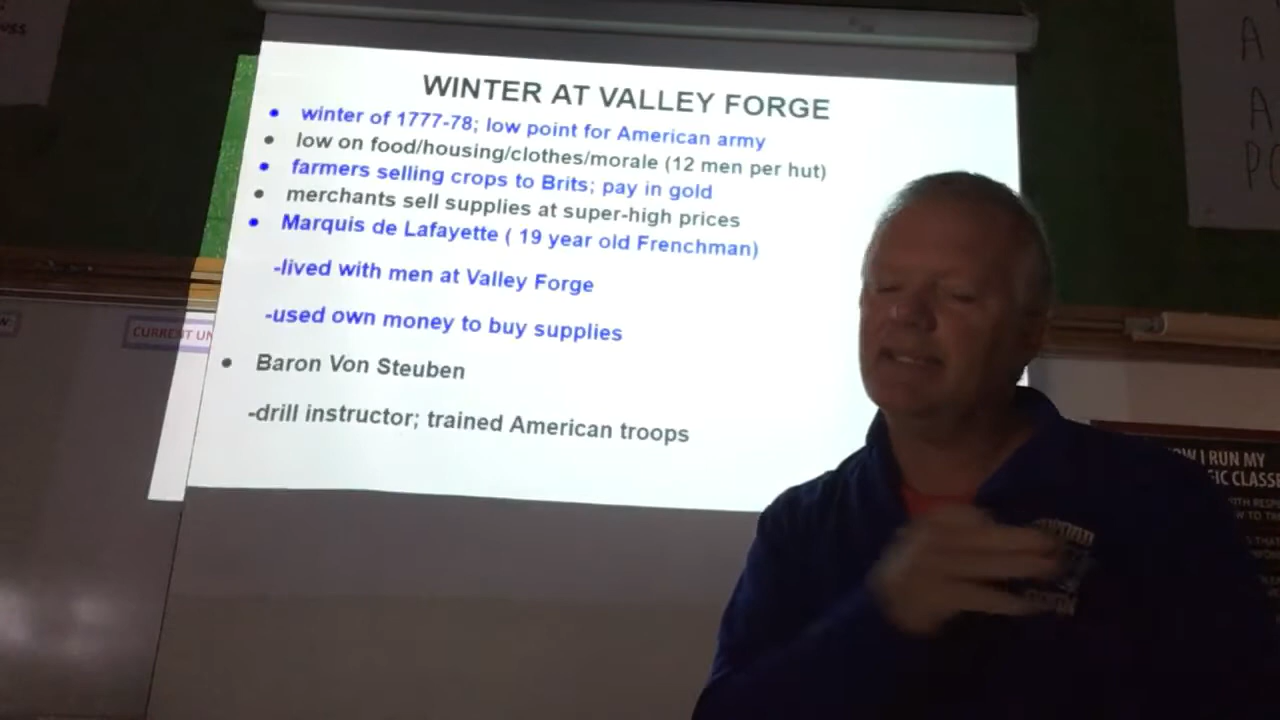 WINTER AT VALLEY FORGE
winter of 1777-78; low point for American army
low on food/housing/clothes/morale (12 men per hut)
farmers selling crops to Brits; pay in gold
merchants sell supplies at super-high prices
Marquis de Lafayette ( 19 year old Frenchman)
-lived with men at Valley Forge
-used own money to buy supplies
Baron Von Steuben
-drill instructor; trained American troops
CURRENT UN
I RUN MY
A
A